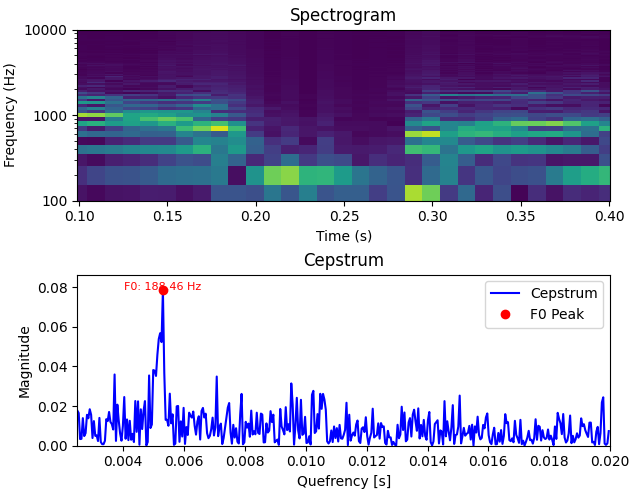 Spectrogram
10000
1000
100
Frequency (Hz)
0.10 0.15 0.20 0.25 0.30 0.35 0.40
Time (s)
Cepstrum
0.08
0.06
0.04
0.02
0.00
Magnitude
F0: 188.46 Hz
Cepstrum
F0 Peak
0.004 0.006 0.008 0.010 0.012 0.014 0.016 0.018 0.020
Quefrency [s]